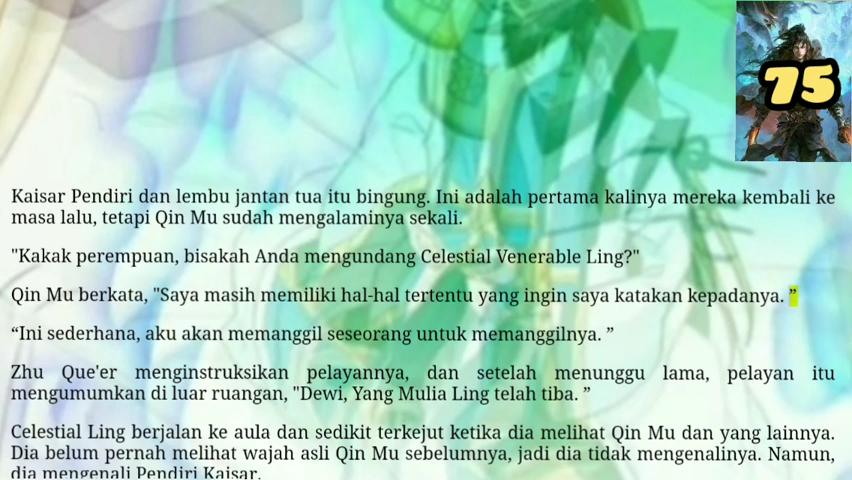 75
Kaisar Pendiri dan lembu jantan tua itu bingung. Ini adalah pertama kalinya mereka kembali ke
masa lalu, tetapi Qin Mu sudah mengalaminya sekali.
"Kakak perempuan, bisakah Anda mengundang Celestial Venerable Ling?"
Qin Mu berkata, "Saya masih memiliki hal-hal tertentu yang ingin saya katakan kepadanya. ”
“Ini sederhana, aku akan memanggil seseorang untuk memanggilnya. ”
Zhu Que'er menginstruksikan pelayannya, dan setelah menunggu lama, pelayan itu
mengumumkan di luar ruangan, "Dewi, Yang Mulia Ling telah tiba. ”
Celestial Ling berjalan ke aula dan sedikit terkejut ketika dia melihat Qin Mu dan yang lainnya.
Dia belum pernah melihat wajah asli Qin Mu sebelumnya, jadi dia tidak mengenalinya. Namun,
dia mengenali Pendiri Kaisar.